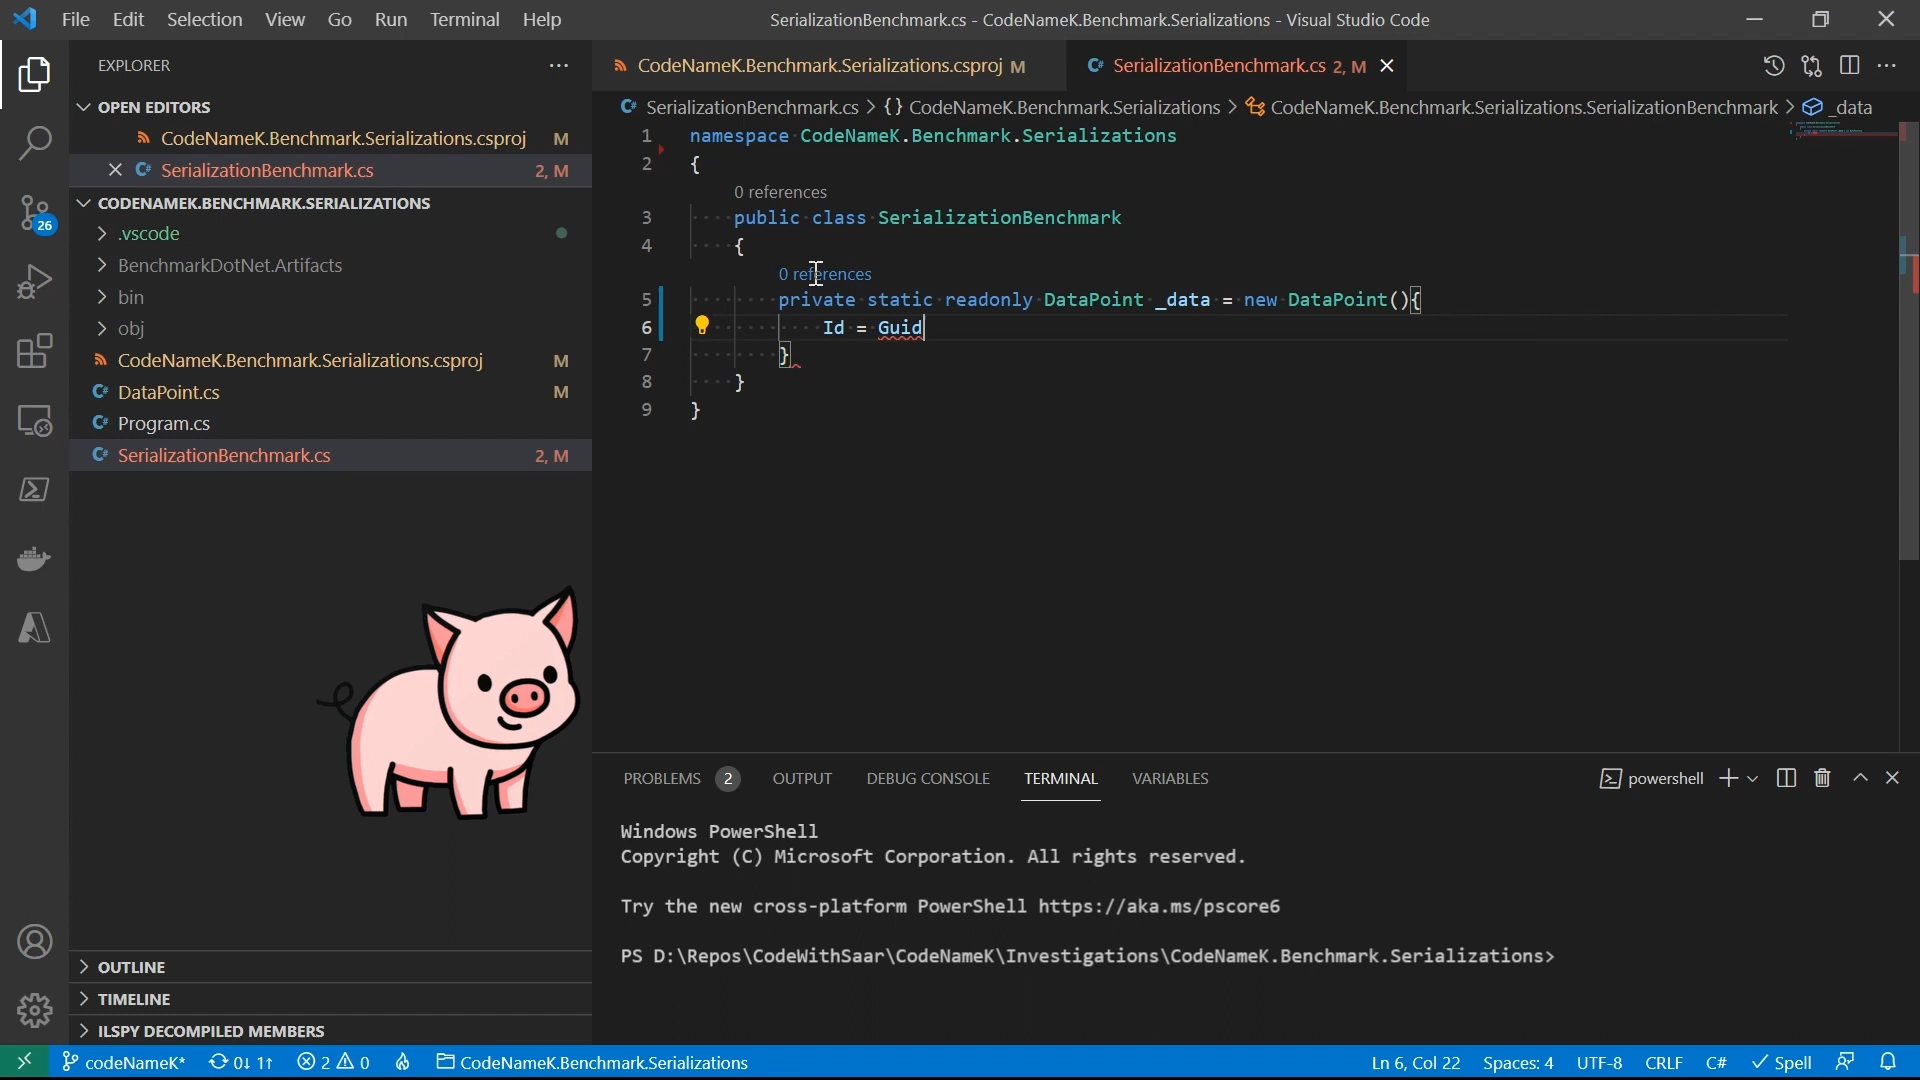 File Edit Selection View Go Run Terminal Help
SerializationBenchmark.cs - CodeNameK.Benchmark.Serializations - Visual Studio Code
EXPLORER
OPEN EDITORS
CodeNameK.Benchmark.Serializations.csproj M
SerializationBenchmark.cs 2, M
CODENAMEK.BENCHMARK.SERIALIZATIONS
.vscode
BenchmarkDotNet.Artifacts
bin
obj
CodeNameK.Benchmark.Serializations.csproj M
DataPoint.cs M
Program.cs
SerializationBenchmark.cs 2, M
26
OUTLINE
TIMELINE
ILSPY DECOMPILED MEMBERS
CodeNameK.Benchmark.Serializations.csproj M
SerializationBenchmark.cs 2, M
SerializationBenchmark.cs > {} CodeNameK.Benchmark.Serializations > CodeNameK.Benchmark.Serializations.SerializationBenchmark > _data
1 namespace CodeNameK.Benchmark.Serializations
2 {
0 references
3 public class SerializationBenchmark
4 {
0 references
5 private static readonly DataPoint _data = new DataPoint(){
6 Id = Guid
7 }
8 }
9 }
PROBLEMS 2 OUTPUT DEBUG CONSOLE TERMINAL VARIABLES
powershell
Windows PowerShell
Copyright (C) Microsoft Corporation. All rights reserved.
Try the new cross-platform PowerShell https://aka.ms/pscore6
PS D:\Repos\CodeWithSaar\CodeNameK\Investigations\CodeNameK.Benchmark.Serializations>
codeNameK* 0↓ 1↑ 2 0 CodeNameK.Benchmark.Serializations
Ln 6, Col 22 Spaces: 4 UTF-8 CRLF C# Spell